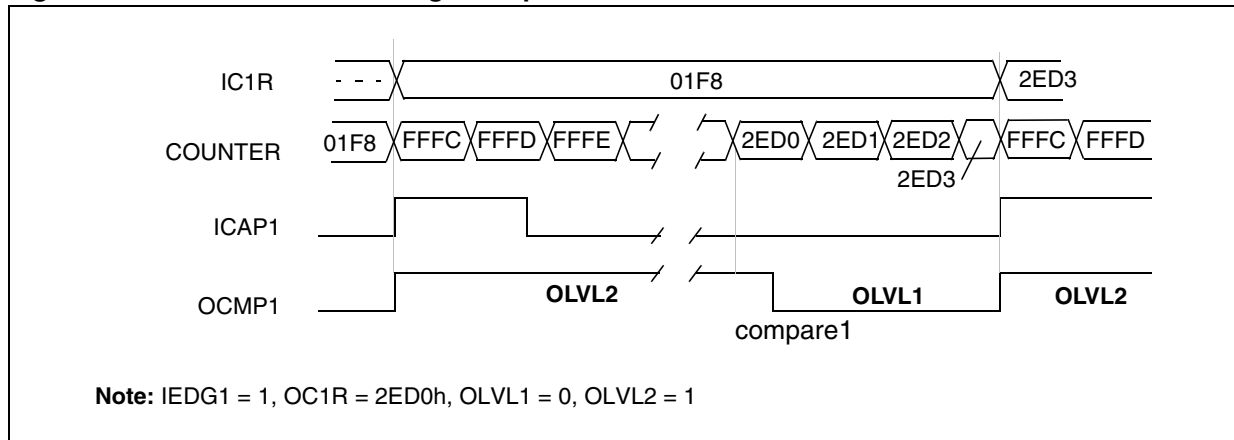 IC1R - - - 01F8 2ED3
COUNTER 01F8 FFFC FFFD FFFE 2ED0 2ED1 2ED2 FFFC FFFD
2ED3
ICAP1
OCMP1 OLVL2 OLVL1 OLVL2
compare1
Note: IEDG1 = 1, OC1R = 2ED0h, OLVL1 = 0, OLVL2 = 1